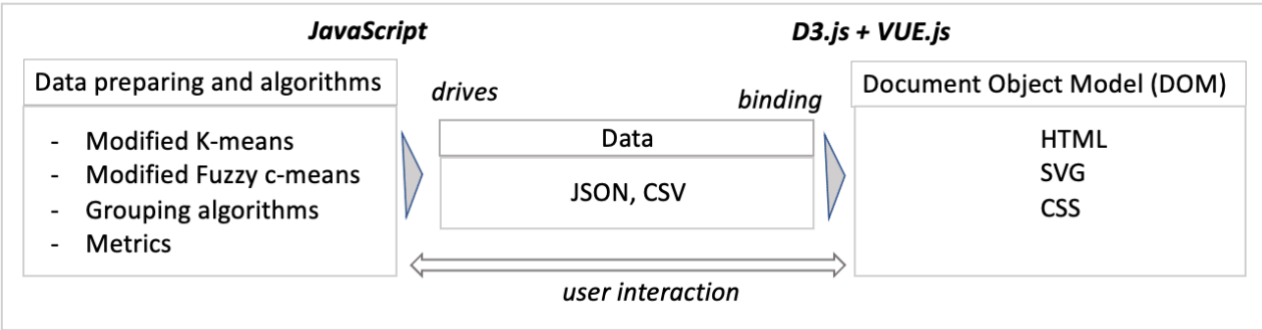 JavaScript
D3.js + VUE.js
Data preparing and algorithms
- Modified K-means
- Modified Fuzzy c-means
- Grouping algorithms
- Metrics
drives
binding
Data
JSON, CSV
user interaction
Document Object Model (DOM)
HTML
SVG
CSS